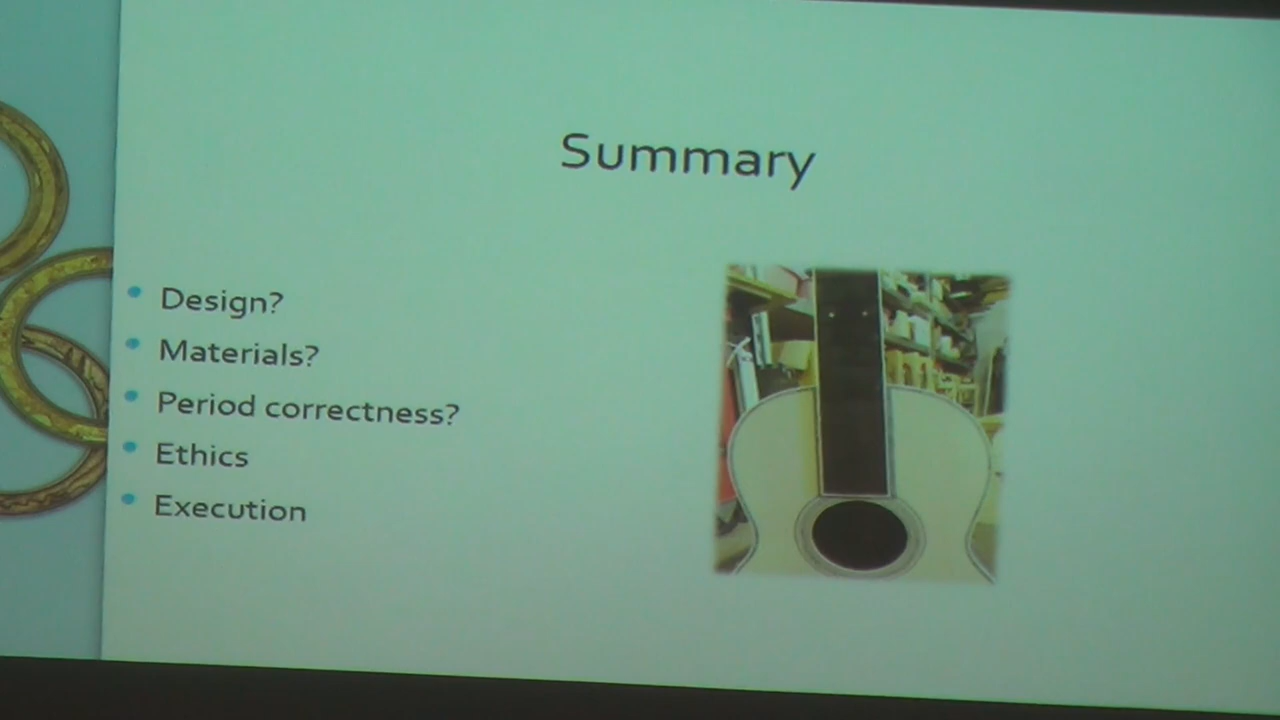 Summary
Design?
Materials?
Period correctness?
Ethics
Execution